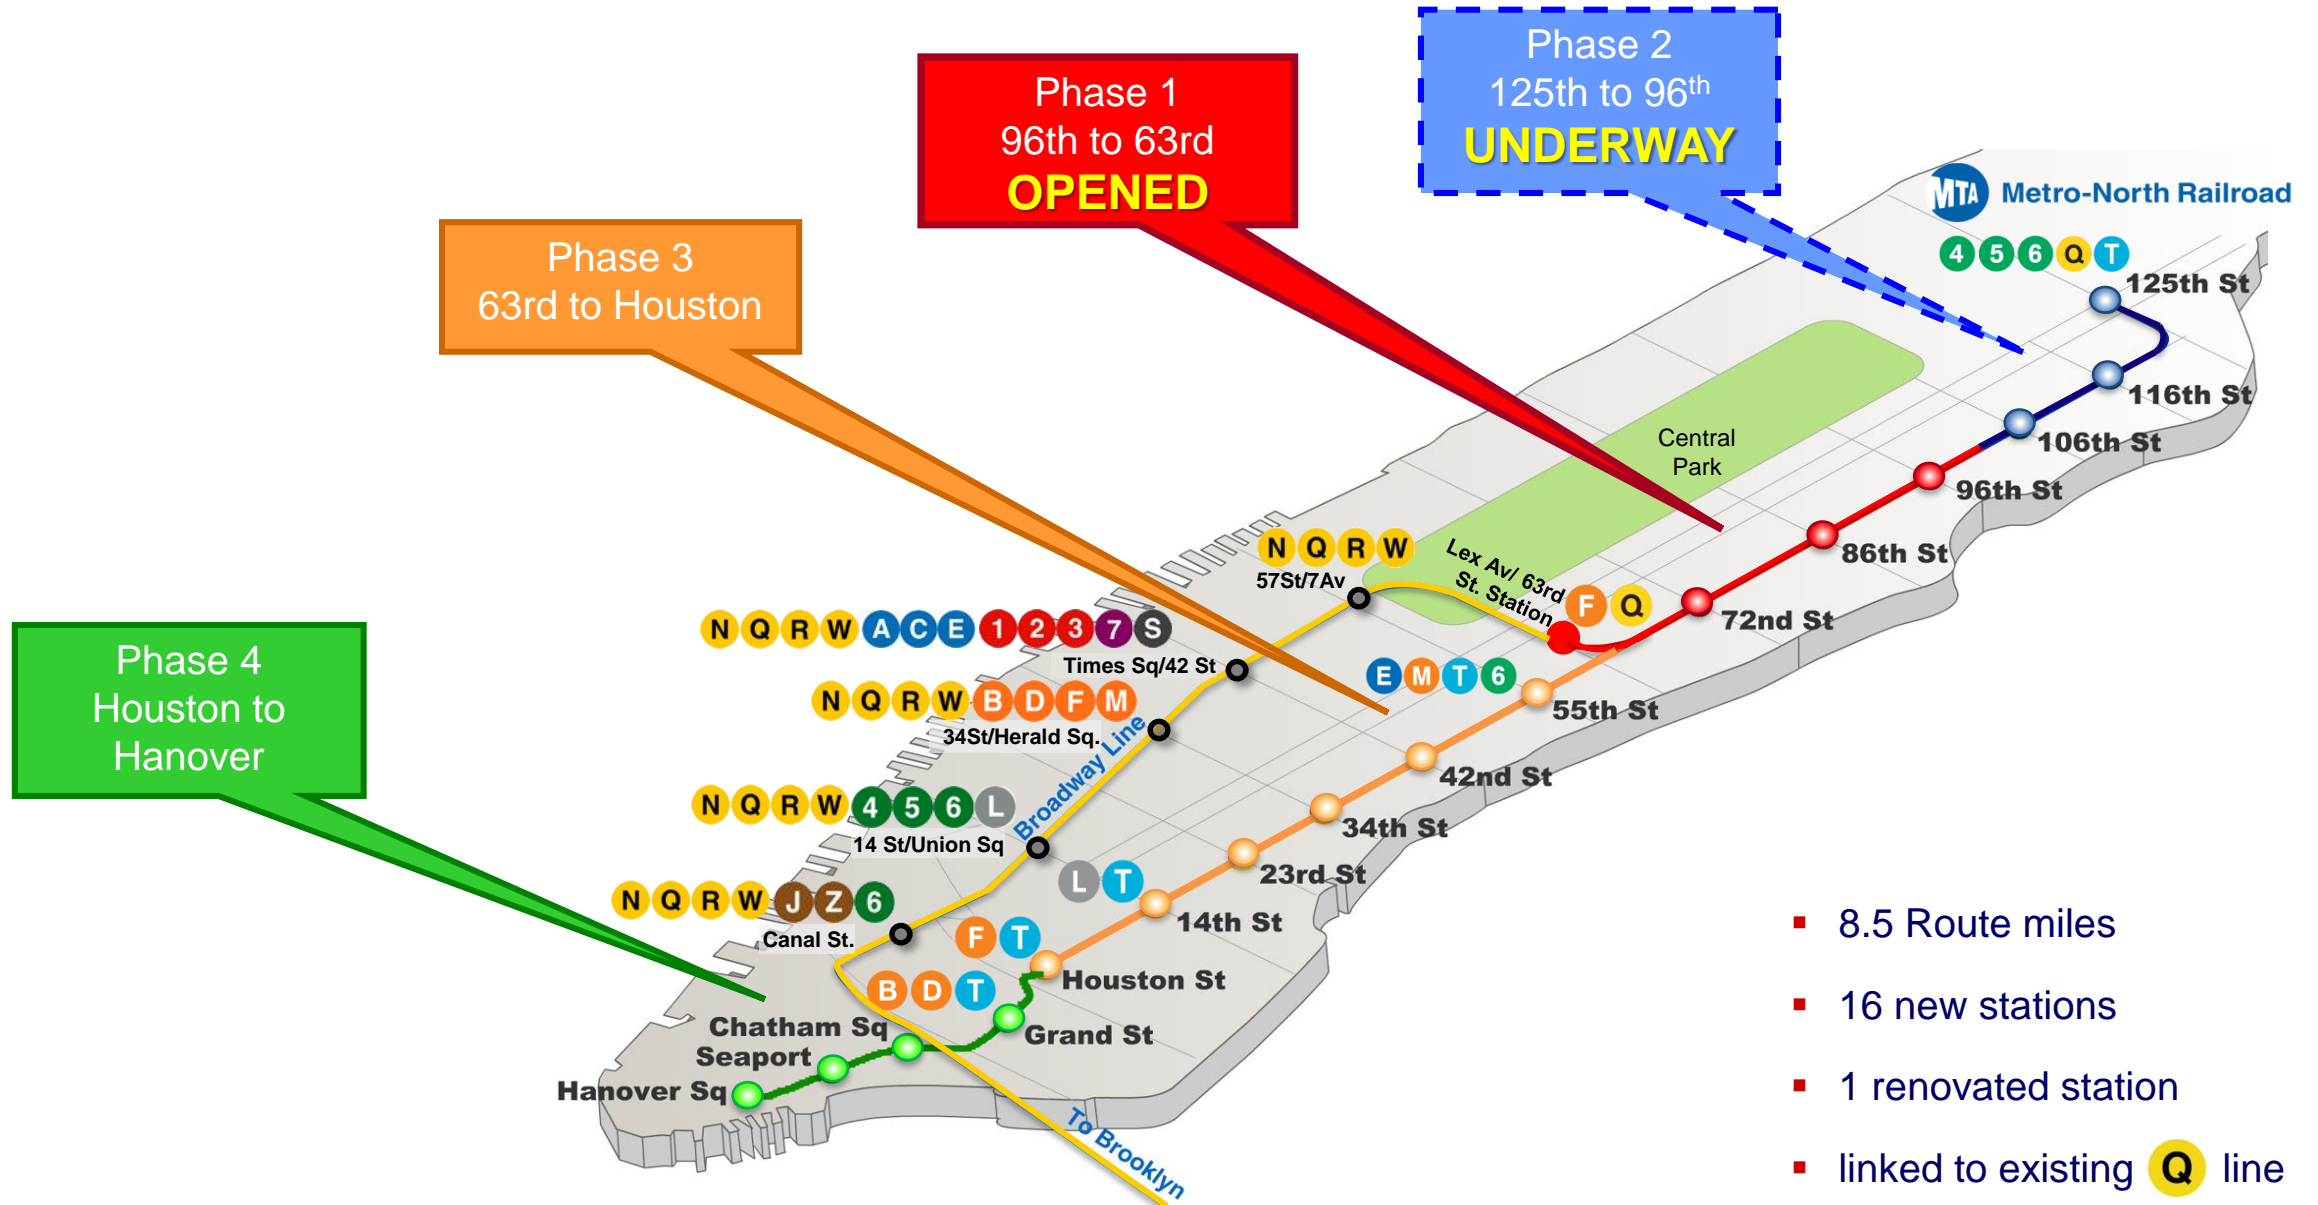 Phase 2
125th to 96th
UNDERWAY
Phase 1
96th to 63rd
OPENED
MTA Metro-North Railroad
4 5 6 Q T
125th St
Phase 3
63rd to Houston
116th St
106th St
Central
Park
96th St
N Q R W
57St/7Av
Lex Av/ 63rd
St. Station
F Q
86th St
72nd St
N Q R W A C E 1 2 3 7 S
Times Sq/42 St
E M T 6
55th St
Phase 4
Houston to
Hanover
N Q R W B D F M
34St/Herald Sq.
Broadway Line
42nd St
N Q R W 4 5 6 L
14 St/Union Sq
34th St
L T
23rd St
14th St
N Q R W J Z 6
Canal St.
F T
Houston St
B D T
Grand St
Chatham Sq
Seaport
Hanover Sq
To Brooklyn
▪ 8.5 Route miles
▪ 16 new stations
▪ 1 renovated station
▪ linked to existing Q line